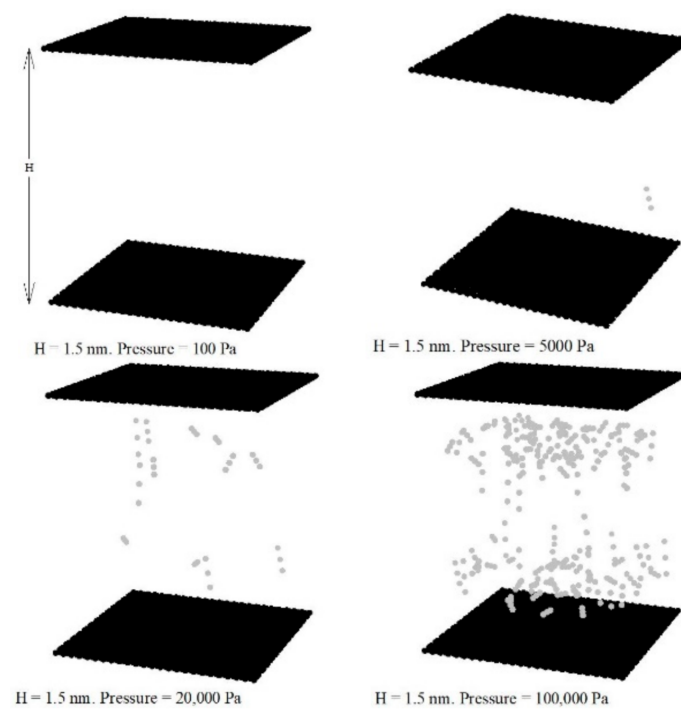 H
H = 1.5 nm. Pressure = 100 Pa
H = 1.5 nm. Pressure = 5000 Pa
H = 1.5 nm. Pressure = 20,000 Pa
H = 1.5 nm. Pressure = 100,000 Pa